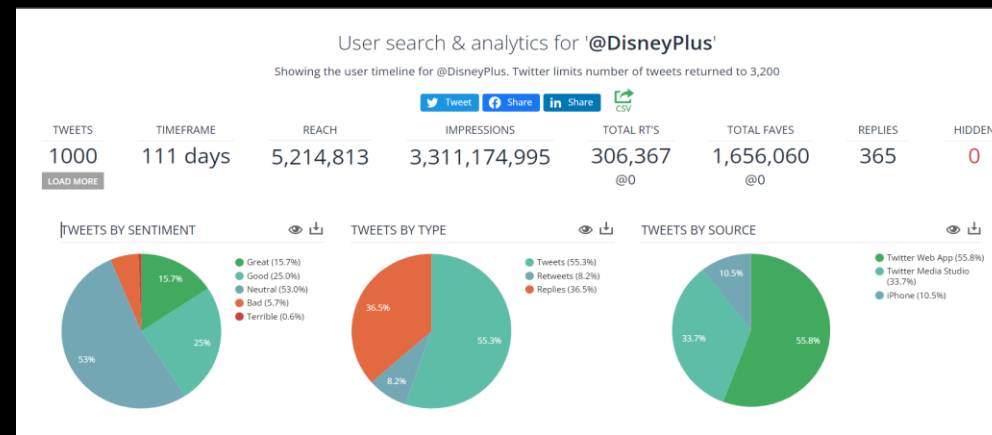 User search & analytics for '@DisneyPlus'
Showing the user timeline for @DisneyPlus. Twitter limits number of tweets returned to 3,200
Tweet Share Share CSV
TWEETS TIMEFRAME REACH IMPRESSIONS TOTAL RT'S TOTAL FAVES REPLIES HIDDEN
1000 111 days 5,214,813 3,311,174,995 306,367 1,656,060 365 0
LOAD MORE @0 @0
TWEETS BY SENTIMENT
15.7%
25%
53%
Great (15.7%)
Good (25.0%)
Neutral (53.0%)
Bad (5.7%)
Terrible (0.6%)
TWEETS BY TYPE
36.5%
55.3%
8.2%
Tweets (55.3%)
Retweets (8.2%)
Replies (36.5%)
TWEETS BY SOURCE
10.5%
33.7%
55.8%
Twitter Web App (55.8%)
Twitter Media Studio
(33.7%)
iPhone (10.5%)